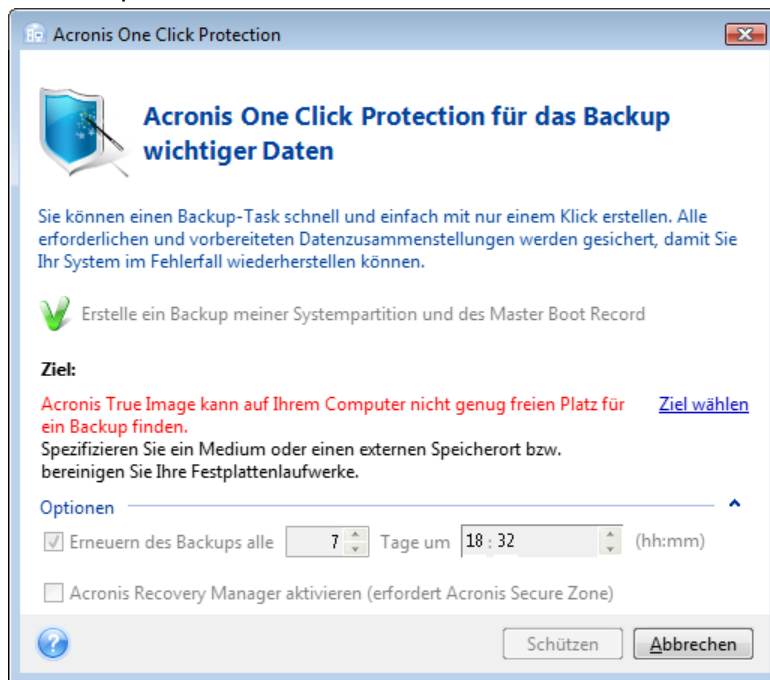 Acronis One Click Protection
Acronis One Click Protection für das Backup
wichtiger Daten
Sie können einen Backup-Task schnell und einfach mit nur einem Klick erstellen. Alle
erforderlichen und vorbereiteten Datenzusammenstellungen werden gesichert, damit Sie
Ihr System im Fehlerfall wiederherstellen können.
Erstelle ein Backup meiner Systempartition und des Master Boot Record
Ziel:
Acronis True Image kann auf Ihrem Computer nicht genug freien Platz für Ziel wählen
ein Backup finden.
Spezifizieren Sie ein Medium oder einen externen Speicherort bzw.
bereinigen Sie Ihre Festplattenlaufwerke.
Optionen
Erneuern des Backups alle 7 Tage um 18 : 32 (hh:mm)
Acronis Recovery Manager aktivieren (erfordert Acronis Secure Zone)
? Schützen Abbrechen